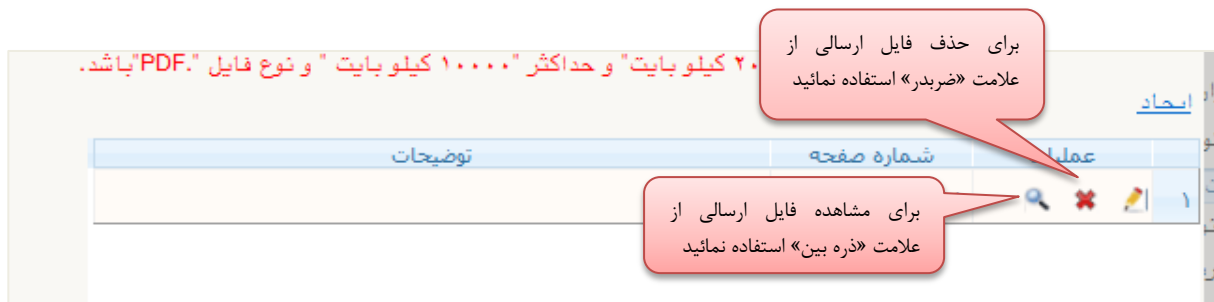 برای حذف فایل ارسالی از
علامت «ضربدر» استفاده نمائید
۲۰ کیلو بایت" و حداکثر "۱۰۰۰۰ کیلو بایت " و نوع فایل ".PDF"باشد.
ایجاد
شماره صفحه توضیحات
۱
برای مشاهده فایل ارسالی از
علامت «ذره بین» استفاده نمائید